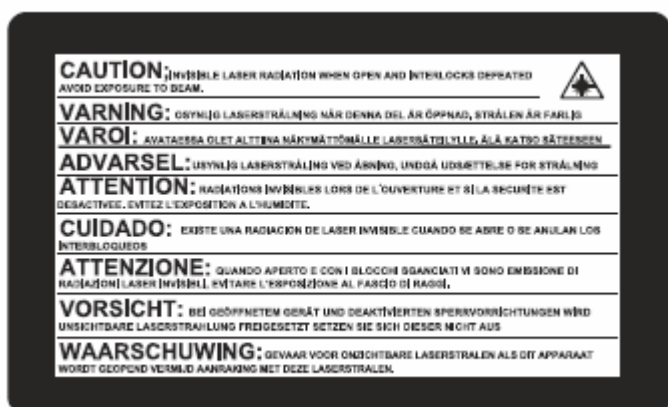 CAUTION; INVISIBLE LASER RADIATION WHEN OPEN AND INTERLOCKS DEFEATED
AVOID EXPOSURE TO BEAM.
VARNING: OSYNLIG LASERSTRÅLNING NÄR DENNA DEL ÄR ÖPPNAD, STRÅLEN ÄR FARLIG
VAROI: AVATAESSA OLET ALTTINA NÄKYMÄTTÖMÄLLE LASERSÄTEILYLLE, ÄLÄ KATSO SÄTEESEEN
ADVARSEL: USYNLIG LASERSTRÅLING VED ÅBNING, UNDGÅ UDSÆTTELSE FOR STRÅLNING
ATTENTION: RADIATIONS INVISIBLES LORS DE L'OUVERTURE ET SI LA SECURITE EST
DESACTIVEE. EVITEZ L'EXPOSITION A L'HUMIDITE.
CUIDADO: EXISTE UNA RADIACION DE LASER INVISIBLE CUANDO SE ABRE O SE ANULAN LOS
INTERBLOQUEOS
ATTENZIONE: QUANDO APERTO E CON I BLOCCHI SGANCIATI VI SONO EMISSIONE DI
RADIAZIONI LASER INVISIBLI. EVITARE L'ESPOSIZIONE AL FASCIO DI RAGGI.
VORSICHT: BEI GEÖFFNETEM GERÄT UND DEAKTIVIERTEN SPERRVORRICHTUNGEN WIRD
UNSICHTBARE LASERSTRAHLUNG FREIGESETZT SETZEN SIE SICH DIESER NICHT AUS
WAARSCHUWING: GEVAAR VOOR ONZICHTBARE LASERSTRALEN ALS DIT APPARAAT
WORDT GEOPEND VERMIJD AANRAKING MET DEZE LASERSTRALEN.